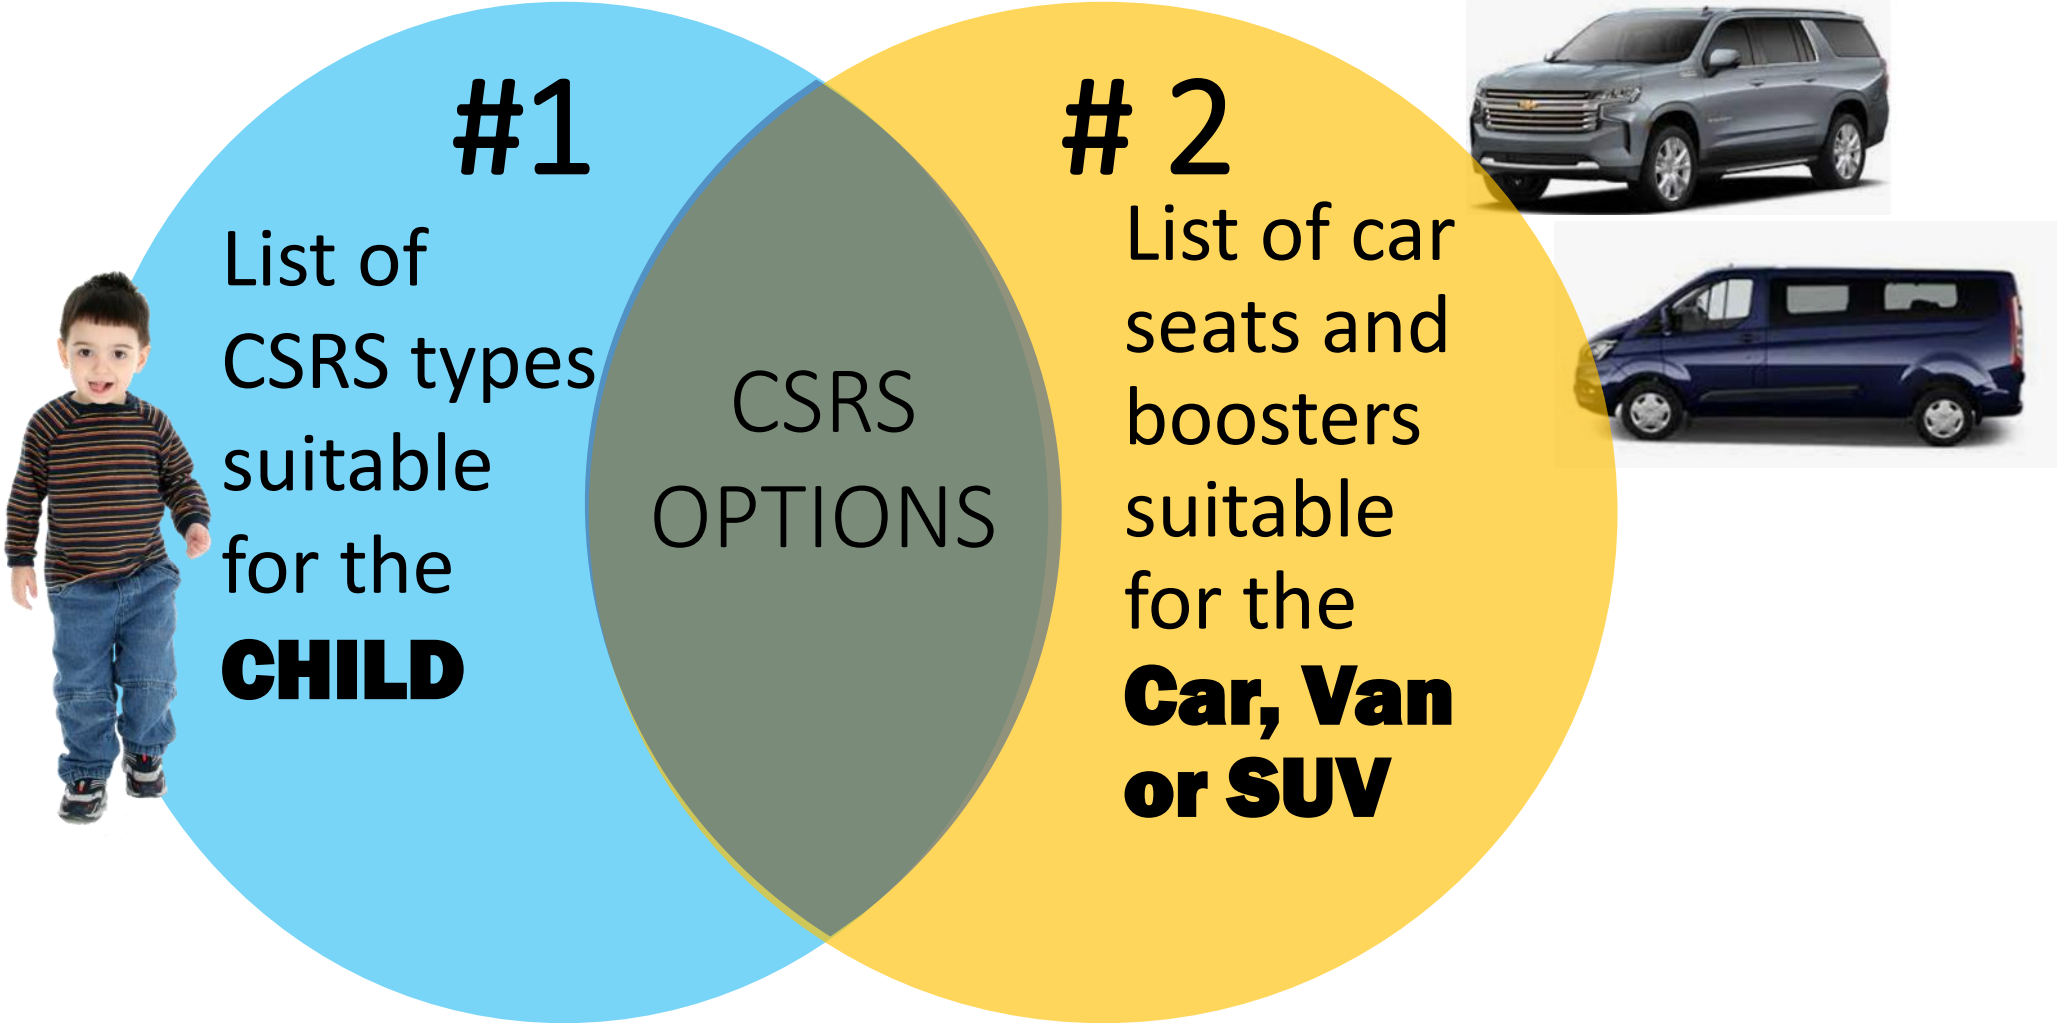 #1
List of
CSRS types
suitable
for the
CHILD
CSRS
OPTIONS
# 2
List of car
seats and
boosters
suitable
for the
Car, Van
or SUV